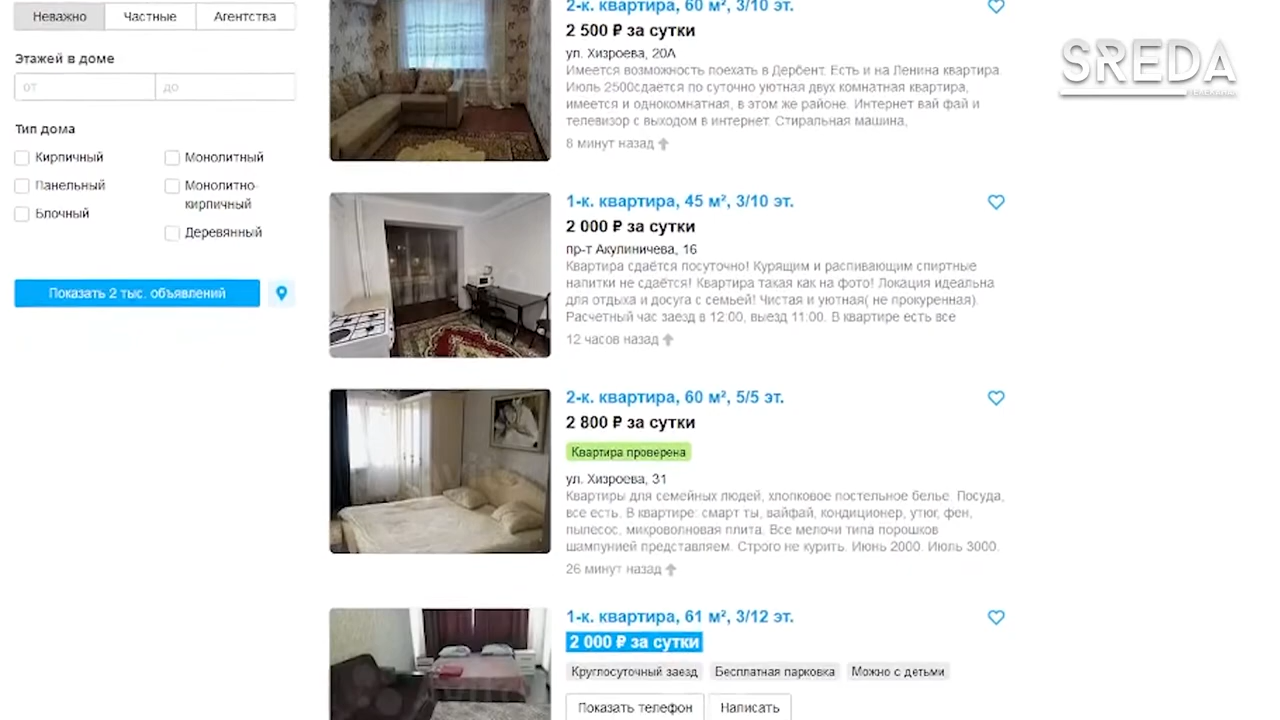 Неважно
Частные
Агентства
Этажей в доме
от
до
Тип дома
Кирпичный
Монолитный
Панельный
Монолитно-
кирпичный
Блочный
Деревянный
Показать 2 тыс. объявлений
2-к. квартира, 60 м², 3/10 эт.
2 500 ₽ за сутки
ул. Хизроева, 20А
Имеется возможность поехать в Дербент. Есть и на Ленина квартира.
Июль 2500сдается по суточно уютная двух комнатная квартира,
имеется и однокомнатная, в этом же районе. Интернет вай фай и
телевизор с выходом в интернет. Стиральная машина,
8 минут назад
1-к. квартира, 45 м², 3/10 эт.
2 000 ₽ за сутки
пр-т Акулиничева, 16
Квартира сдаётся посуточно! Курящим и распивающим спиртные
напитки не сдаётся! Квартира такая как на фото! Локация идеальна
для отдыха и досуга с семьей! Чистая и уютная( не прокуренная).
Расчетный час заезд в 12:00, выезд 11:00. В квартире есть все
12 часов назад
2-к. квартира, 60 м², 5/5 эт.
2 800 ₽ за сутки
Квартира проверена
ул. Хизроева, 31
Квартиры для семейных людей, хлопковое постельное белье. Посуда,
все есть. В квартире: смарт ты, вайфай, кондиционер, утюг, фен,
пылесос, микроволновая плита. Все мелочи типа порошков
шампунией представляем. Строго не курить. Июнь 2000. Июль 3000.
26 минут назад
1-к. квартира, 61 м², 3/12 эт.
2 000 ₽ за сутки
Круглосуточный заезд
Бесплатная парковка
Можно с детьми
Показать телефон
Написать
SREDA